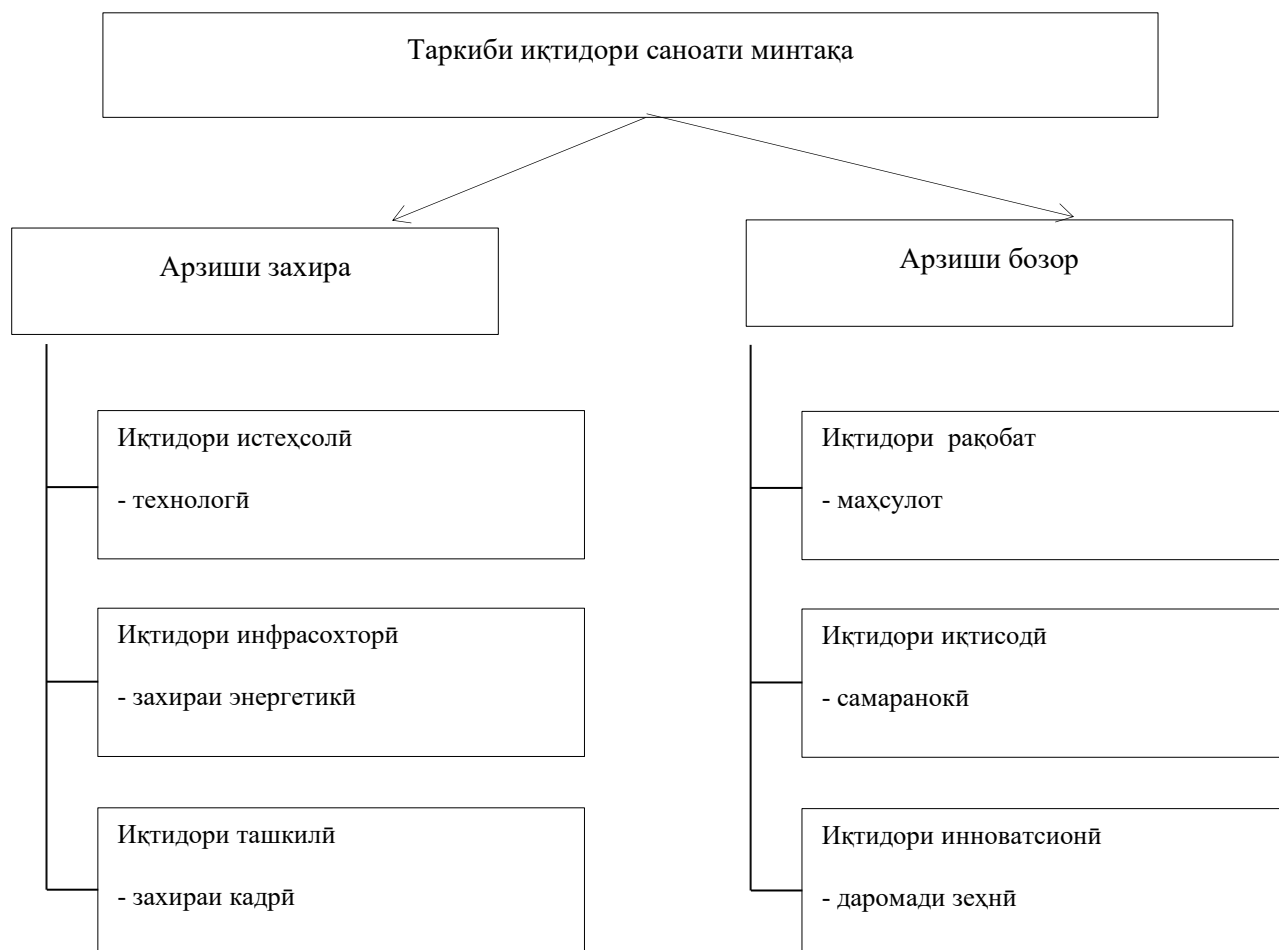 Таркиби иқтидори саноати минтақа
Арзиши захира
Арзиши бозор
Иқтидори истеҳсолӣ
- технологӣ
Иқтидори инфрасохторӣ
- захираи энергетикӣ
Иқтидори ташкилӣ
- захираи кадрӣ
Иқтидори рақобат
- маҳсулот
Иқтидори иқтисодӣ
- самаранокӣ
Иқтидори инноватсионӣ
- даромади зеҳнӣ